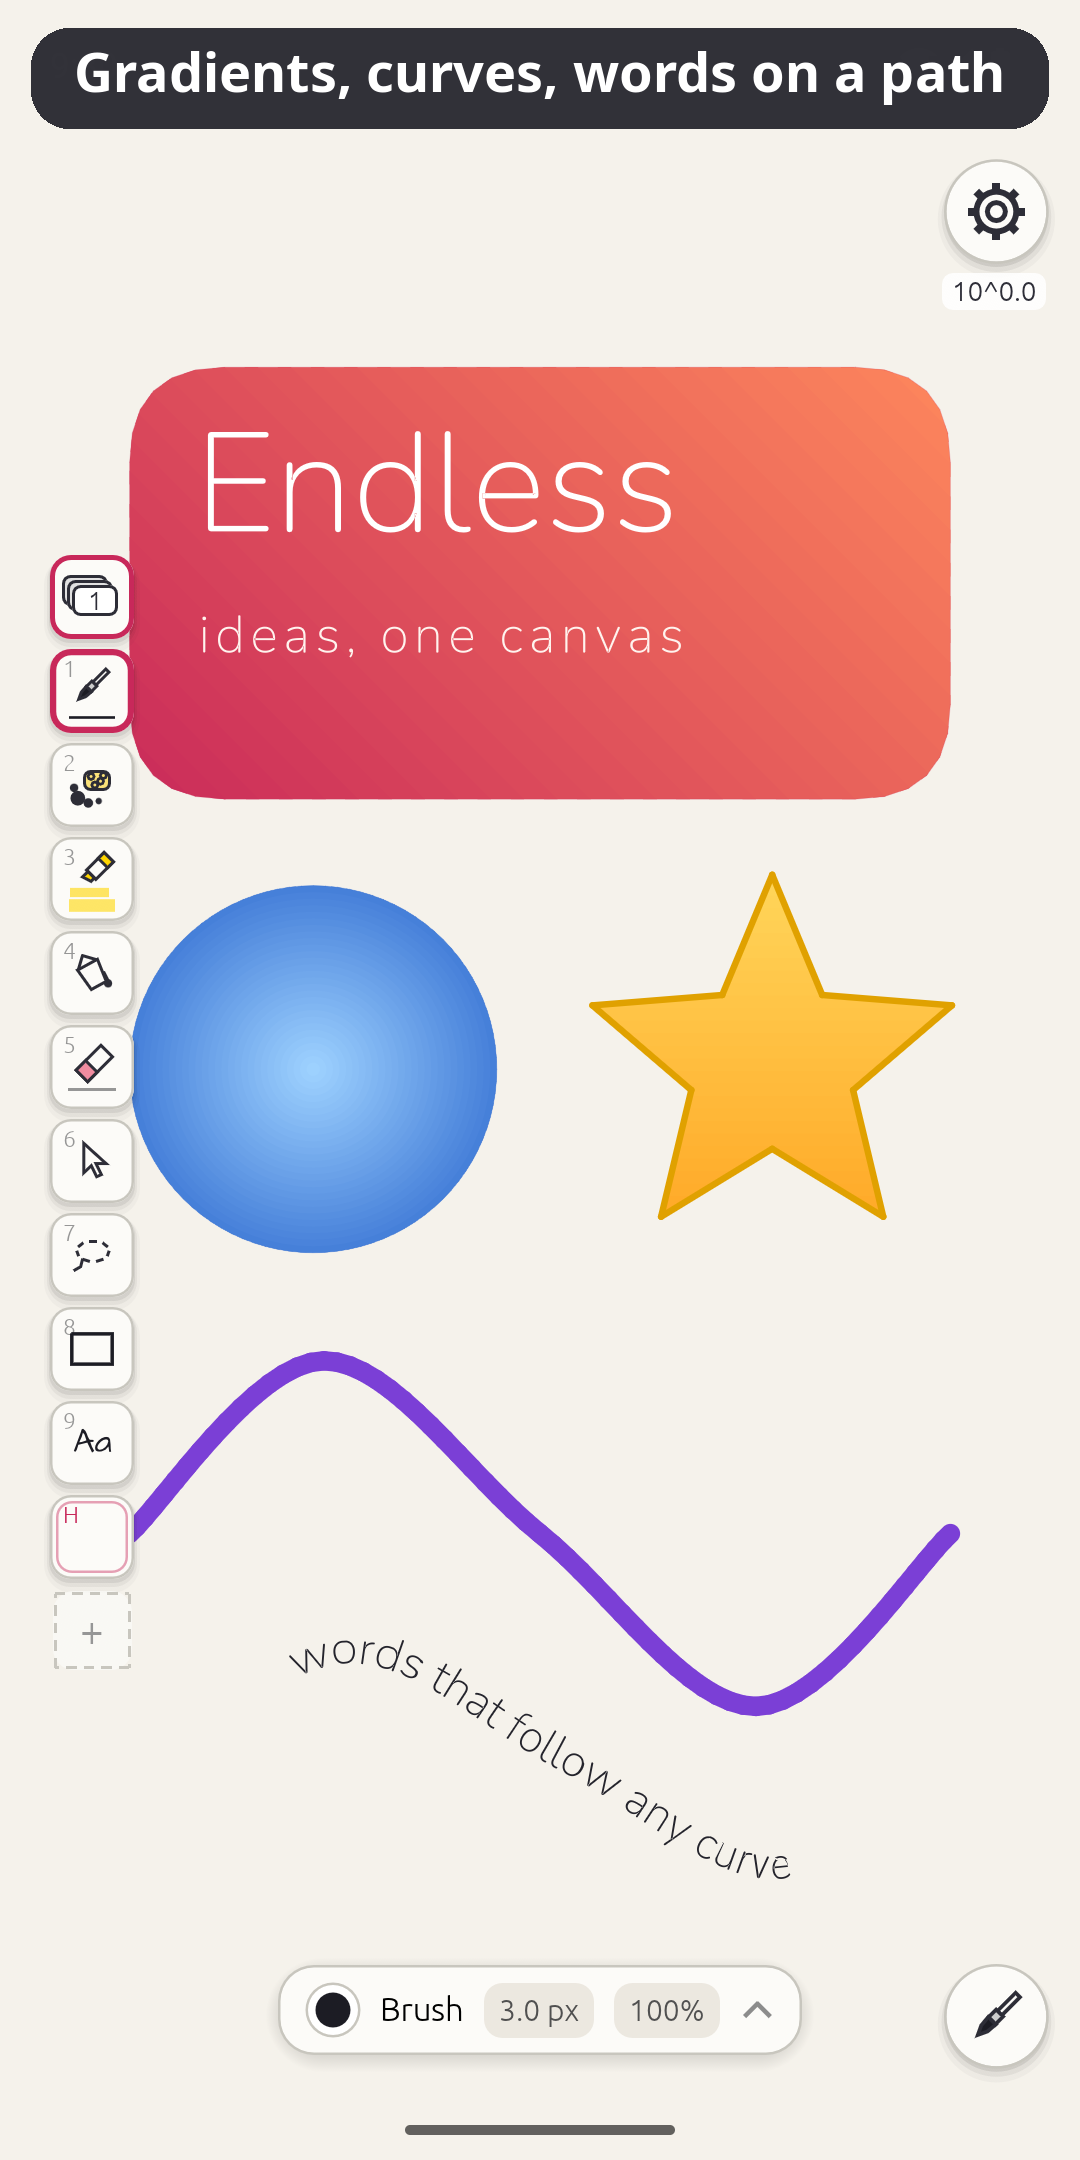 Gradients, curves, words on a path
10^0.0
Endless
ideas, one canvas
1
1
2
3
4
5
6
7
8
9
Aa
H
+
words that follow any curve
Brush
3.0 px
100%